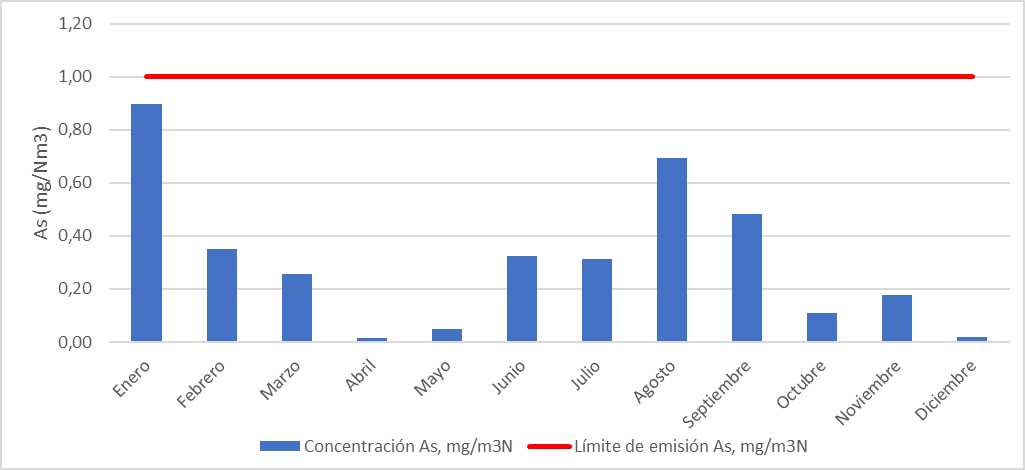 1,20
1,00
0,80
0,60
0,40
0,20
0,00
As (mg/Nm3)
Enero
Febrero
Marzo
Abril
Mayo
Junio
Julio
Agosto
Septiembre
Octubre
Noviembre
Diciembre
Concentración As, mg/m3N
Límite de emisión As, mg/m3N